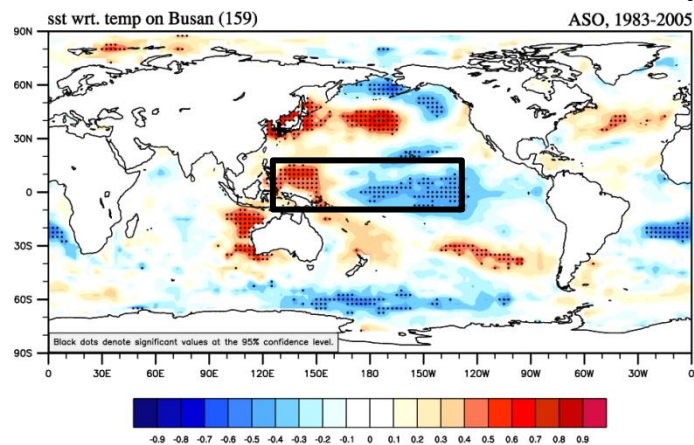 sst wrt. temp on Busan (159) ASO, 1983-2005
90N
60N
30N
0
30S
60S
90S
Black dots denote significant values at the 95% confidence level.
0 30E 60E 90E 120E 150E 180 150W 120W 90W 60W 30W 0
-0.9 -0.8 -0.7 -0.6 -0.5 -0.4 -0.3 -0.2 -0.1 0 0.1 0.2 0.3 0.4 0.5 0.6 0.7 0.8 0.9